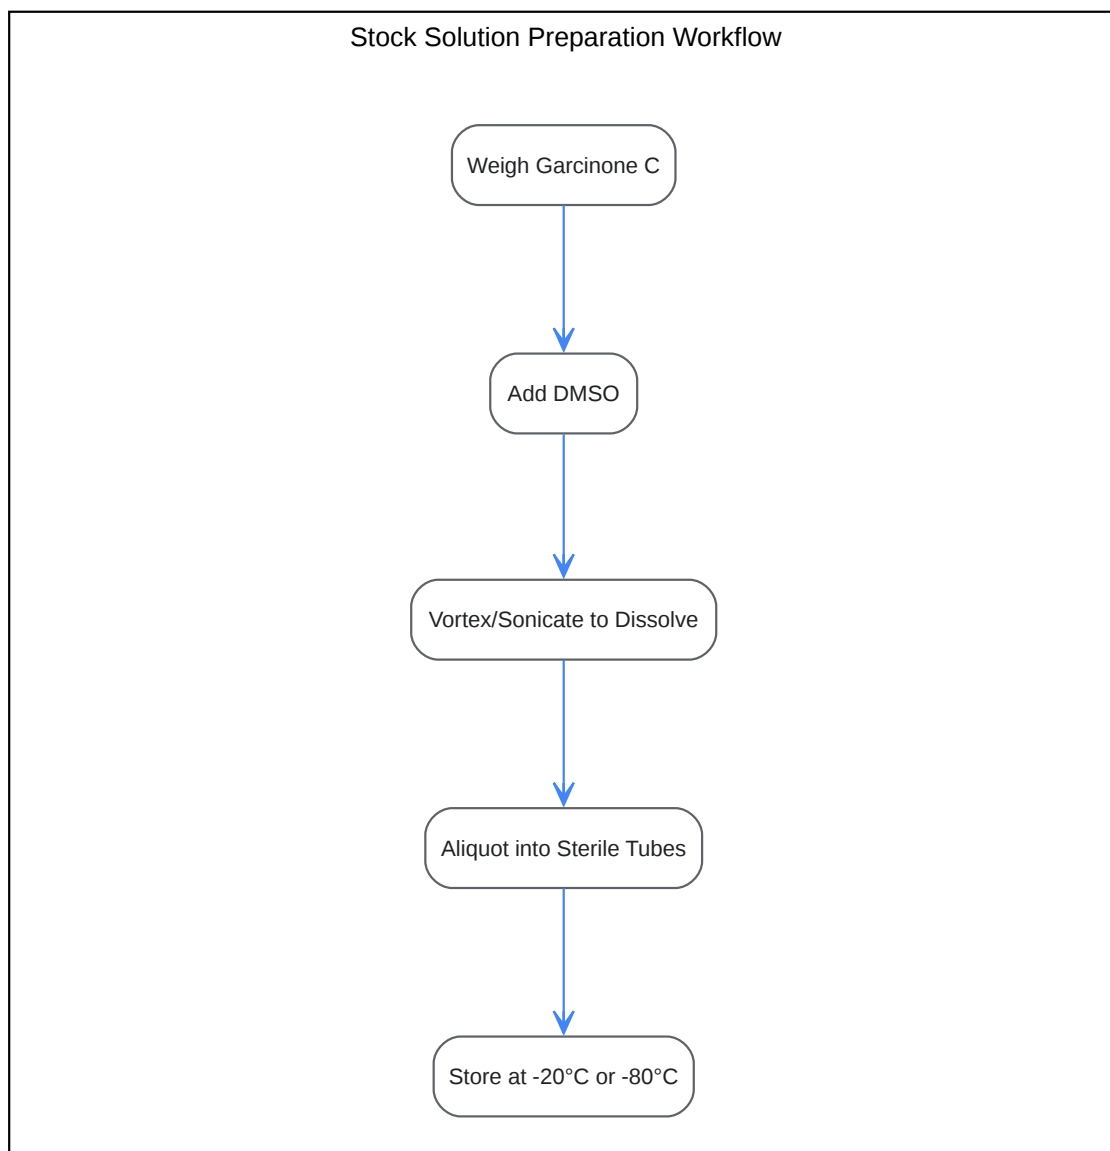 Stock Solution Preparation Workflow
Weigh Garcinone C
Add DMSO
Vortex/Sonicate to Dissolve
Aliquot into Sterile Tubes
Store at -20°C or -80°C